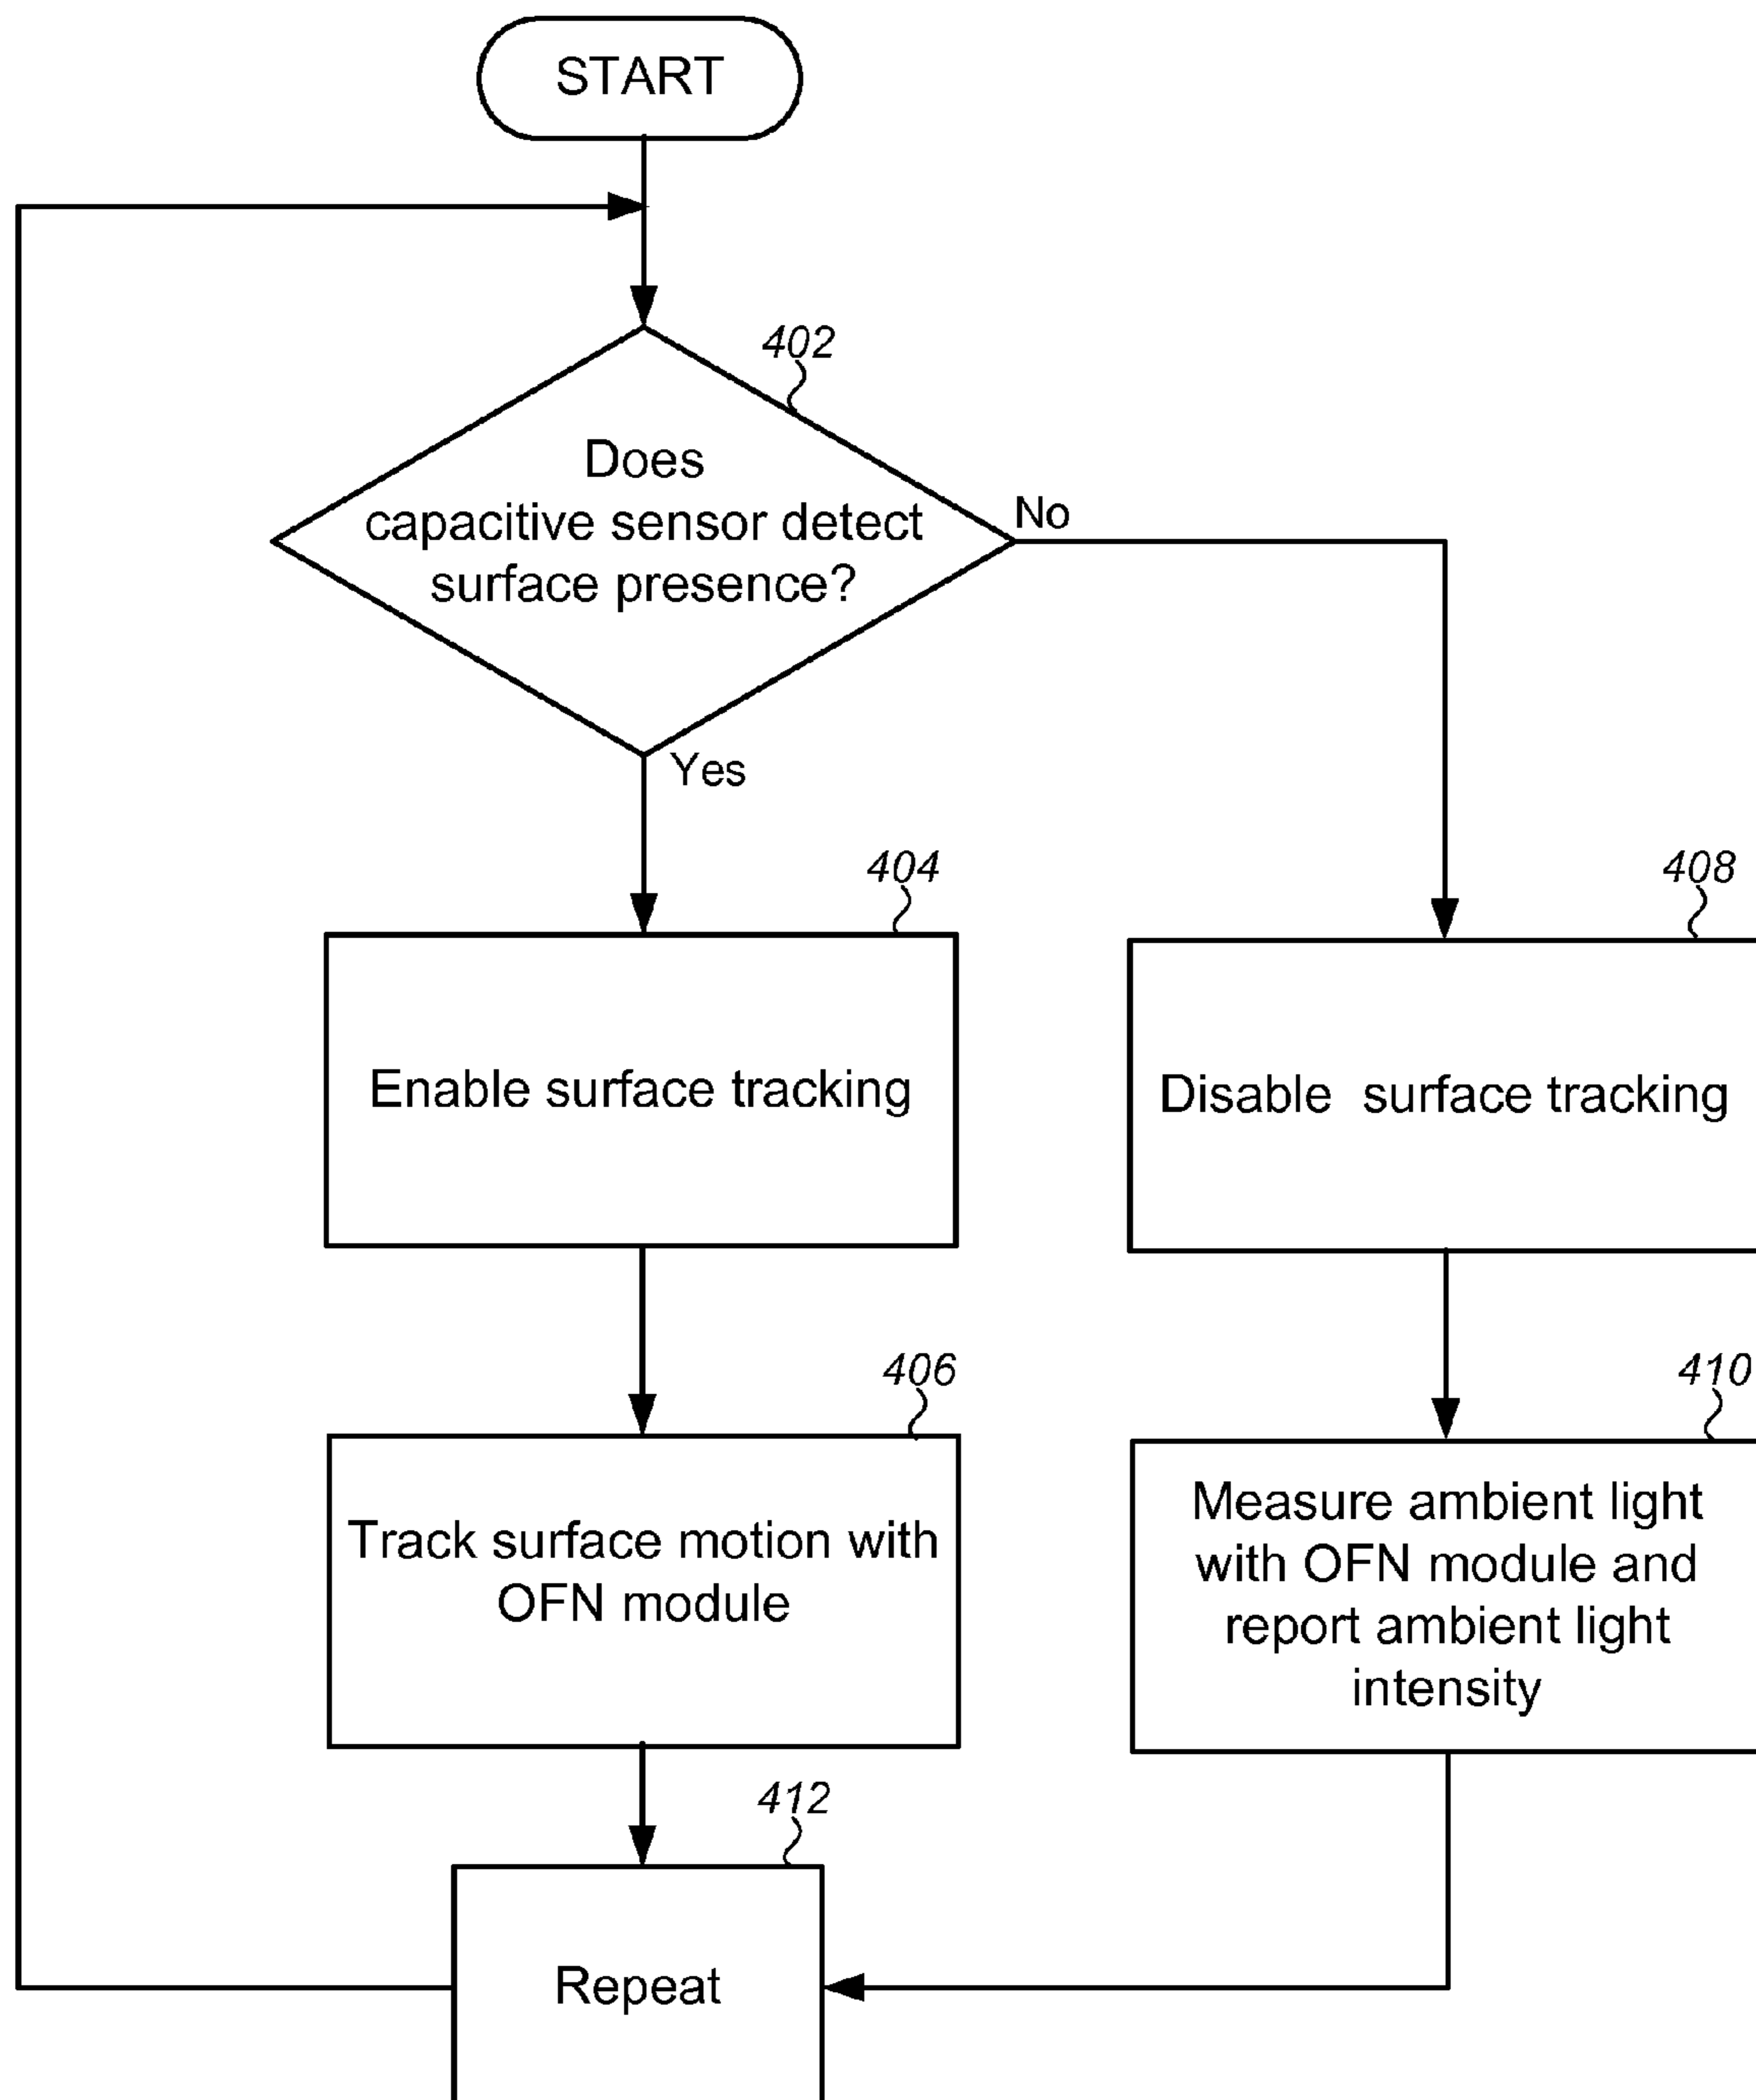 START
402
Does
capacitive sensor detect
surface presence?
No
Yes
404
Enable surface tracking
408
Disable surface tracking
406
Track surface motion with
OFN module
410
Measure ambient light
with OFN module and
report ambient light
intensity
412
Repeat